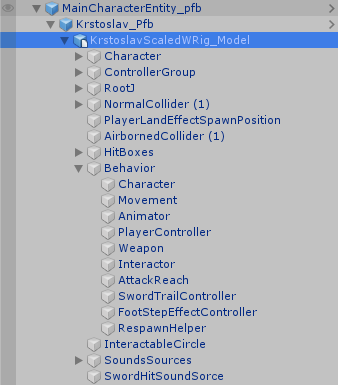 MainCharacterEntity_pfb
Krstoslav_Pfb
KrstoslavScaledWRig_Model
Character
ControllerGroup
RootJ
NormalCollider (1)
PlayerLandEffectSpawnPosition
AirbornedCollider (1)
HitBoxes
Behavior
Character
Movement
Animator
PlayerController
Weapon
Interactor
AttackReach
SwordTrailController
FootStepEffectController
RespawnHelper
InteractableCircle
SoundsSources
SwordHitSoundSorce